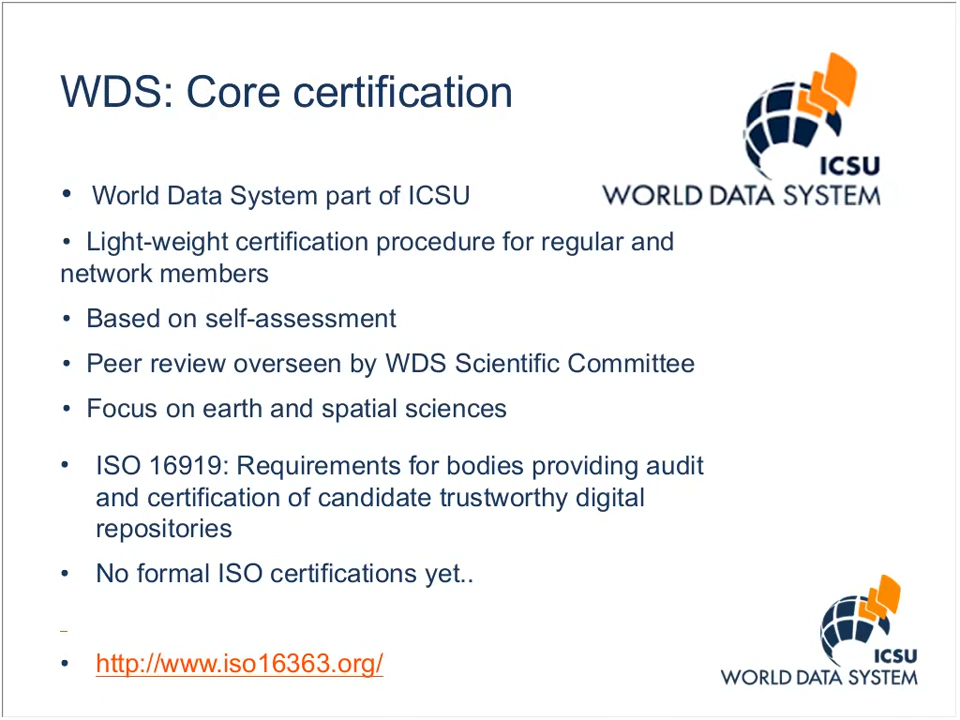 WDS: Core certification
ICSU
WORLD DATA SYSTEM
• World Data System part of ICSU
• Light-weight certification procedure for regular and
network members
• Based on self-assessment
• Peer review overseen by WDS Scientific Committee
• Focus on earth and spatial sciences
• ISO 16919: Requirements for bodies providing audit
and certification of candidate trustworthy digital
repositories
• No formal ISO certifications yet..
–
• http://www.iso16363.org/
ICSU
WORLD DATA SYSTEM